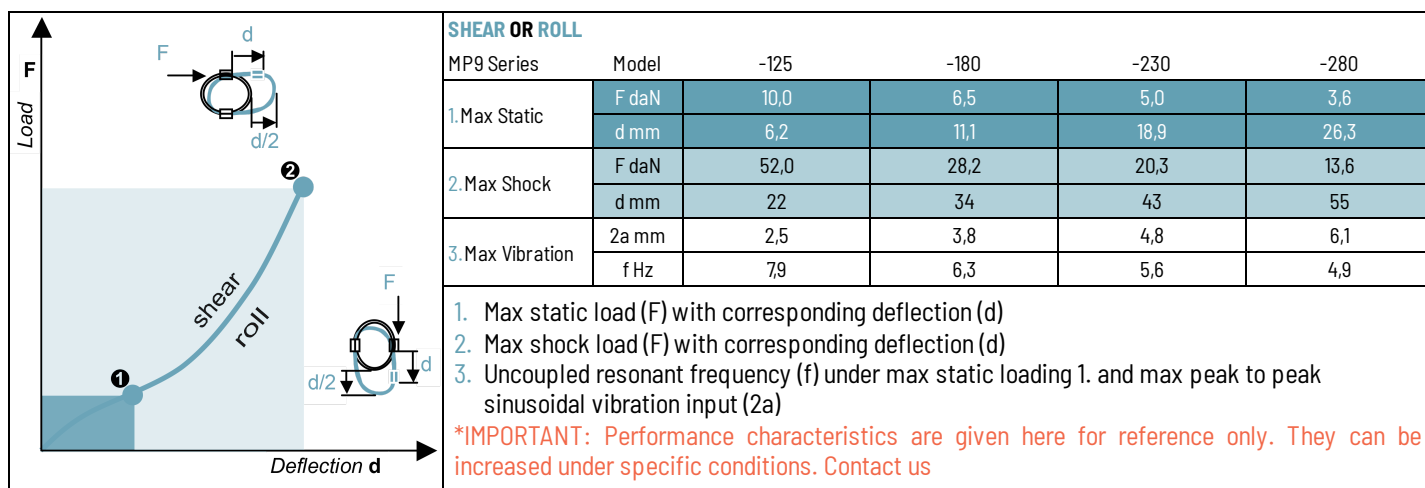 F
Load
F
d
d/2
2
shear
roll
F
d/2
d
1
Deflection d
SHEAR OR ROLL
MP9 Series Model -125 -180 -230 -280
1.Max Static F daN 10,0 6,5 5,0 3,6
d mm 6,2 11,1 18,9 26,3
2.Max Shock F daN 52,0 28,2 20,3 13,6
d mm 22 34 43 55
3.Max Vibration 2a mm 2,5 3,8 4,8 6,1
f Hz 7,9 6,3 5,6 4,9
1. Max static load (F) with corresponding deflection (d)
2. Max shock load (F) with corresponding deflection (d)
3. Uncoupled resonant frequency (f) under max static loading 1. and max peak to peak
sinusoidal vibration input (2a)
*IMPORTANT: Performance characteristics are given here for reference only. They can be
increased under specific conditions. Contact us